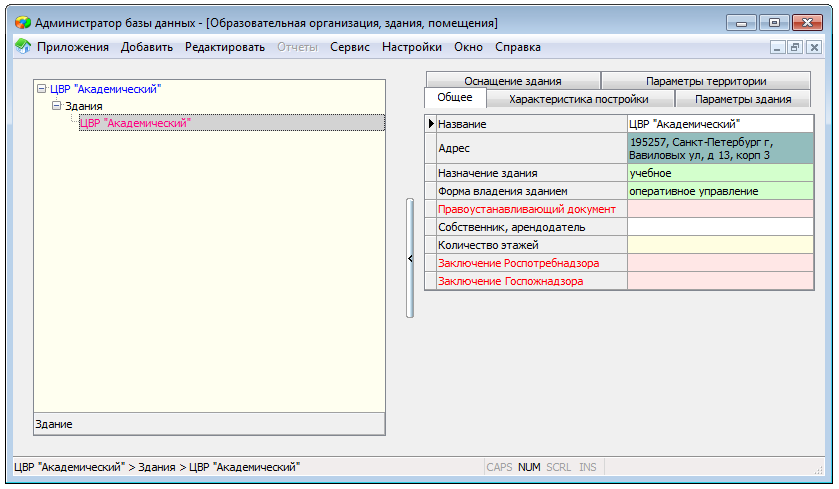 Администратор базы данных - [Образовательная организация, здания, помещения]
Приложения Добавить Редактировать Отчеты Сервис Настройки Окно Справка
ЦВР "Академический"
Здания
ЦВР "Академический"
Здание
Оснащение здания Параметры территории
Общее Характеристика постройки Параметры здания
Название ЦВР "Академический"
Адрес 195257, Санкт-Петербург г,
Вавиловых ул, д 13, корп 3
Назначение здания учебное
Форма владения зданием оперативное управление
Правоустанавливающий документ
Собственник, арендодатель
Количество этажей
Заключение Роспотребнадзора
Заключение Госпожнадзора
ЦВР "Академический" > Здания > ЦВР "Академический" CAPS NUM SCRL INS